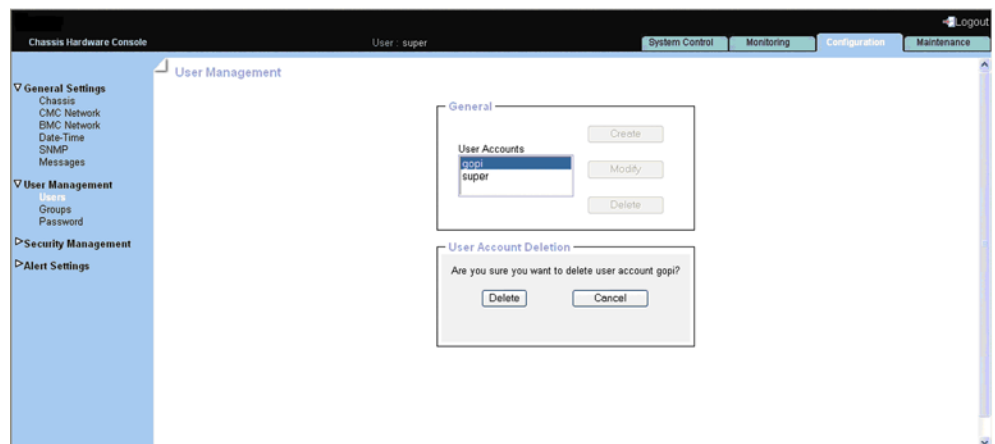 Logout
Chassis Hardware Console
User : super
System Control
Monitoring
Configuration
Maintenance
User Management
General Settings
Chassis
CMC Network
BMC Network
Date-Time
SNMP
Messages
User Management
Users
Groups
Password
Security Management
Alert Settings
General
User Accounts
gopi
super
Create
Modify
Delete
User Account Deletion
Are you sure you want to delete user account gopi?
Delete
Cancel